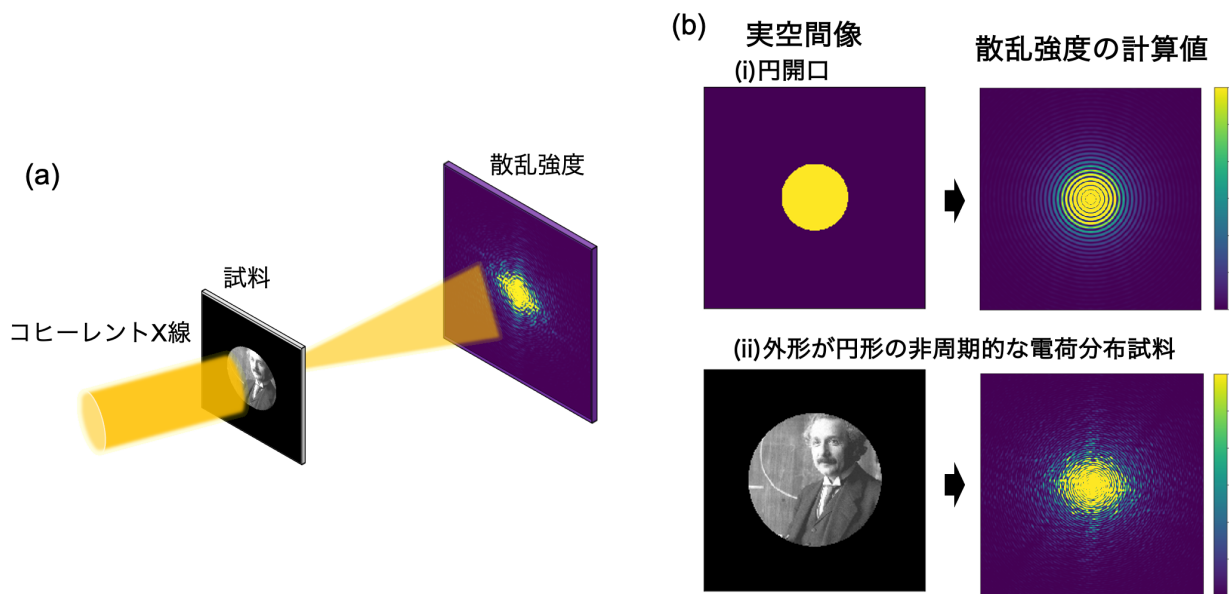 (a)
コヒーレントX線
試料
散乱強度
(b)
実空間像
散乱強度の計算値
(i)円開口
(ii)外形が円形の非周期的な電荷分布試料